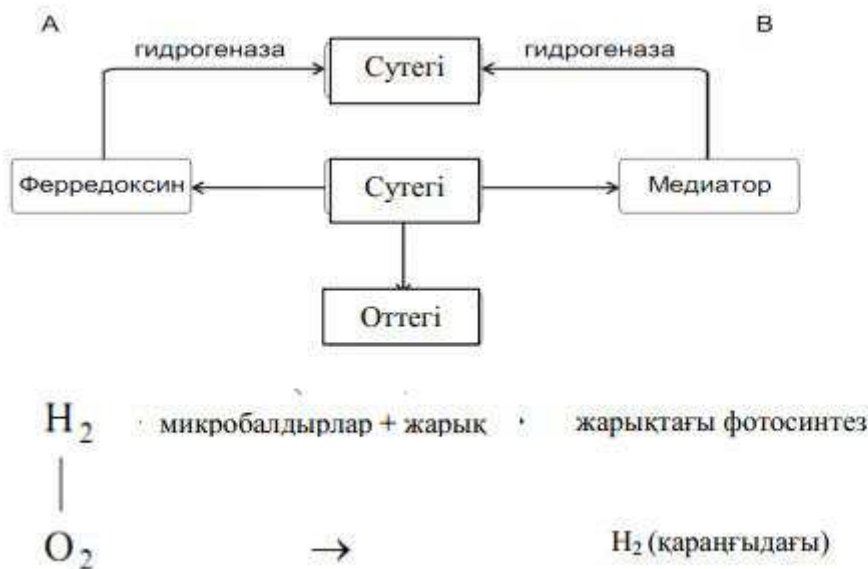 А В
гидрогеназа Сутегі гидрогеназа
Ферредоксин Сутегі Медиатор
Оттегі
H₂ микробалдырлар + жарық жарықтағы фотосинтез
|
O₂ → H₂ (қараңғыдағы)